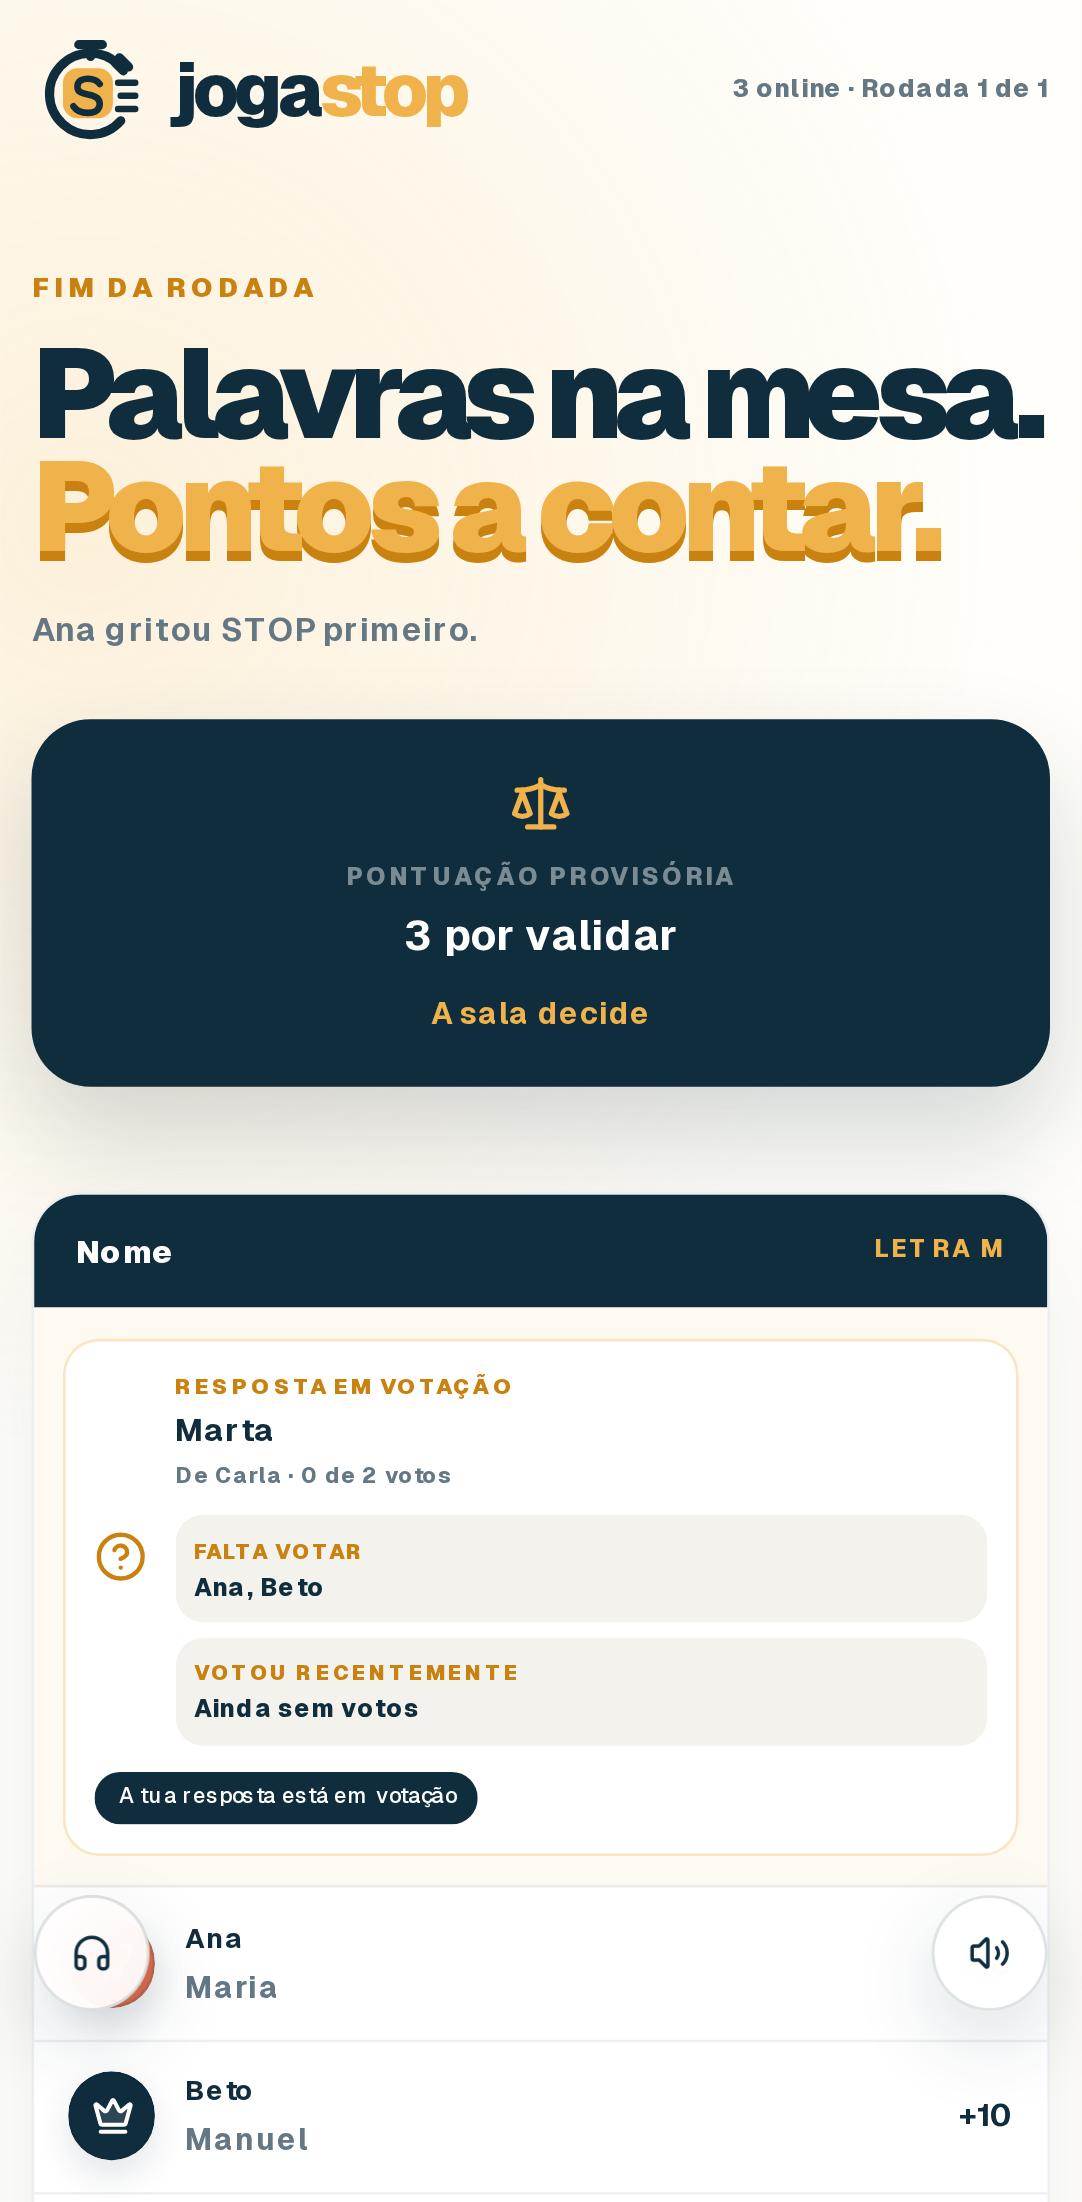 S
jogastop
3 online · Rodada 1 de 1
FIM DA RODADA
Palavras na mesa.
Pontos a contar.
Ana gritou STOP primeiro.
PONTUAÇÃO PROVISÓRIA
3 por validar
A sala decide
Nome
LETRA M
RESPOSTA EM VOTAÇÃO
Marta
De Carla · 0 de 2 votos
FALTA VOTAR
Ana, Beto
VOTOU RECENTEMENTE
Ainda sem votos
A tua resposta está em votação
Ana
Maria
Beto
Manuel
+10